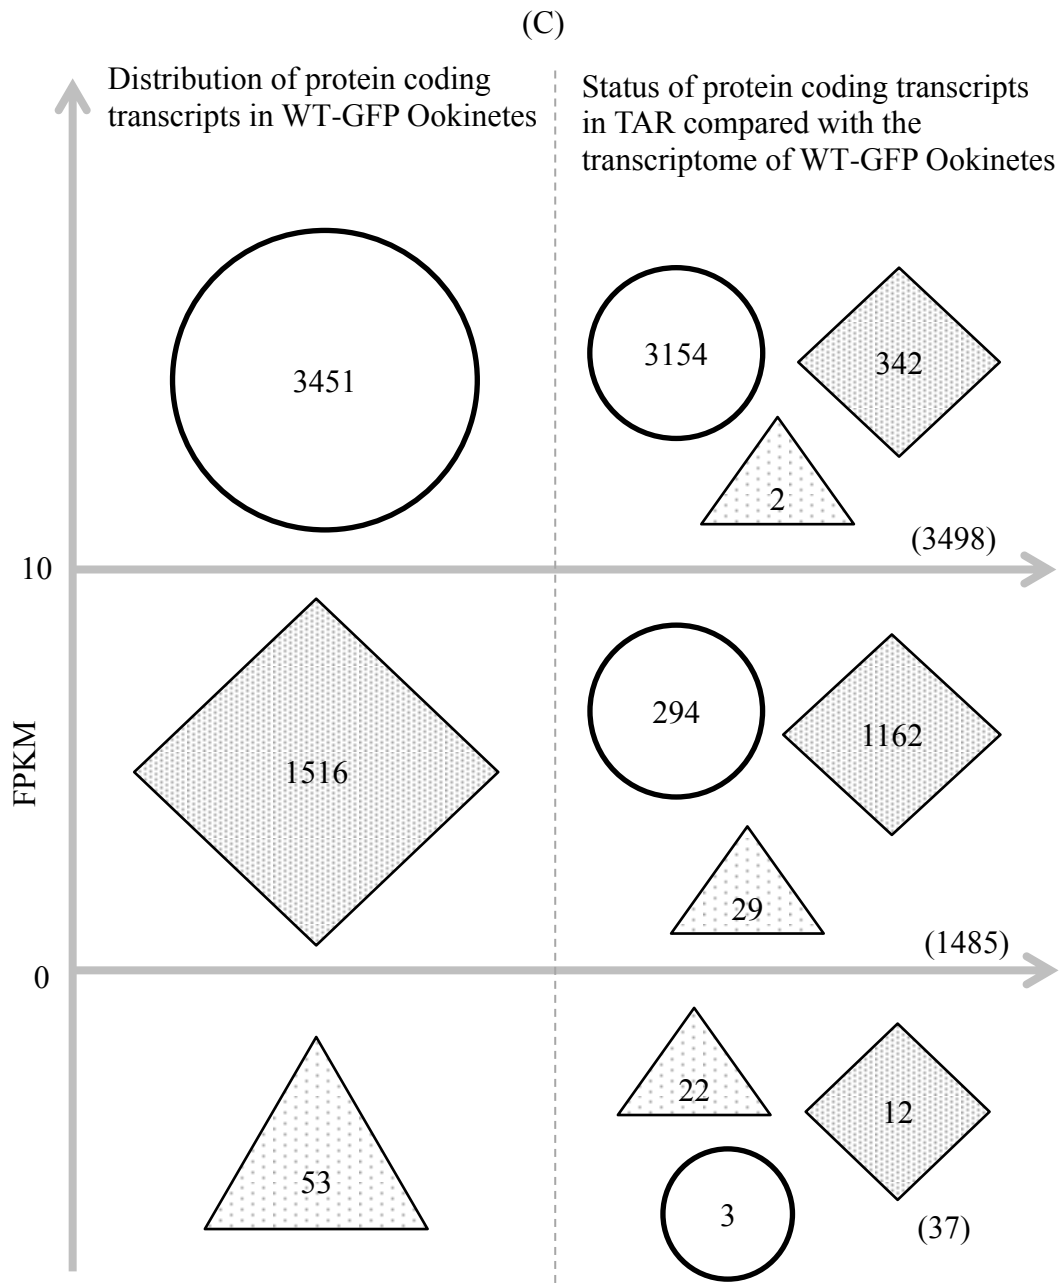 (C)
Distribution of protein coding
transcripts in WT-GFP Ookinetes
Status of protein coding transcripts
in TAR compared with the
transcriptome of WT-GFP Ookinetes
3451
3154
342
2
(3498)
10
FPKM
1516
294
1162
29
(1485)
0
53
22
12
3
(37)